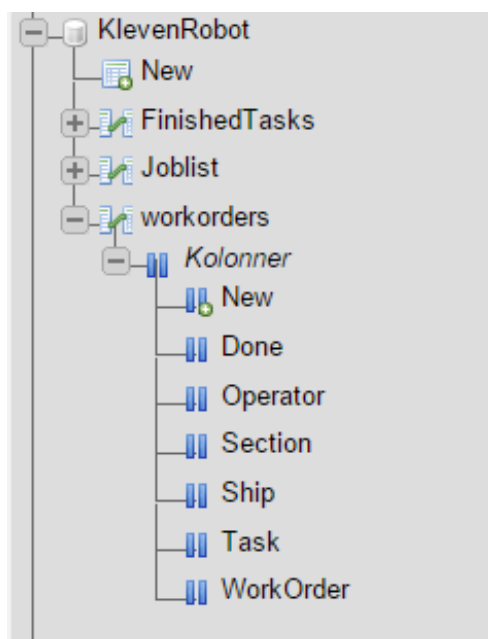 KlevenRobot
New
FinishedTasks
Joblist
workorders
Kolonner
New
Done
Operator
Section
Ship
Task
WorkOrder